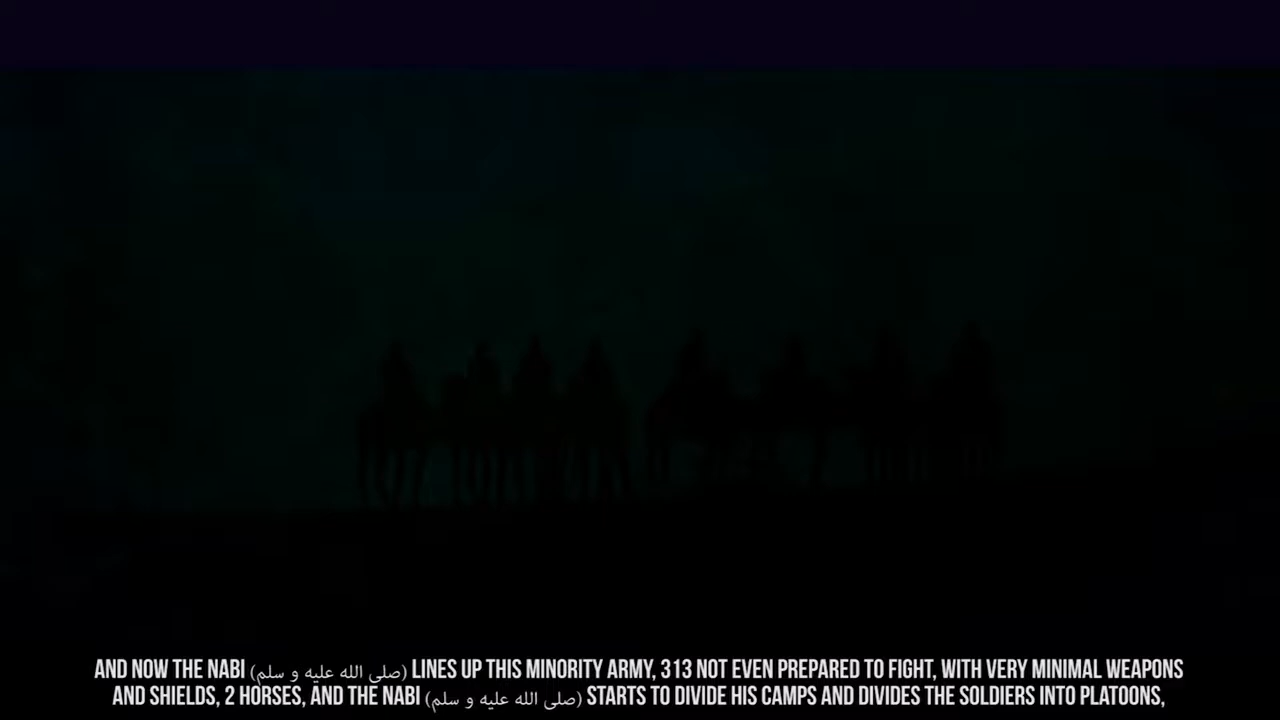 AND NOW THE NABI (صلى الله عليه و سلم) LINES UP THIS MINORITY ARMY, 313 NOT EVEN PREPARED TO FIGHT, WITH VERY MINIMAL WEAPONS
AND SHIELDS, 2 HORSES, AND THE NABI (صلى الله عليه و سلم) STARTS TO DIVIDE HIS CAMPS AND DIVIDES THE SOLDIERS INTO PLATOONS,